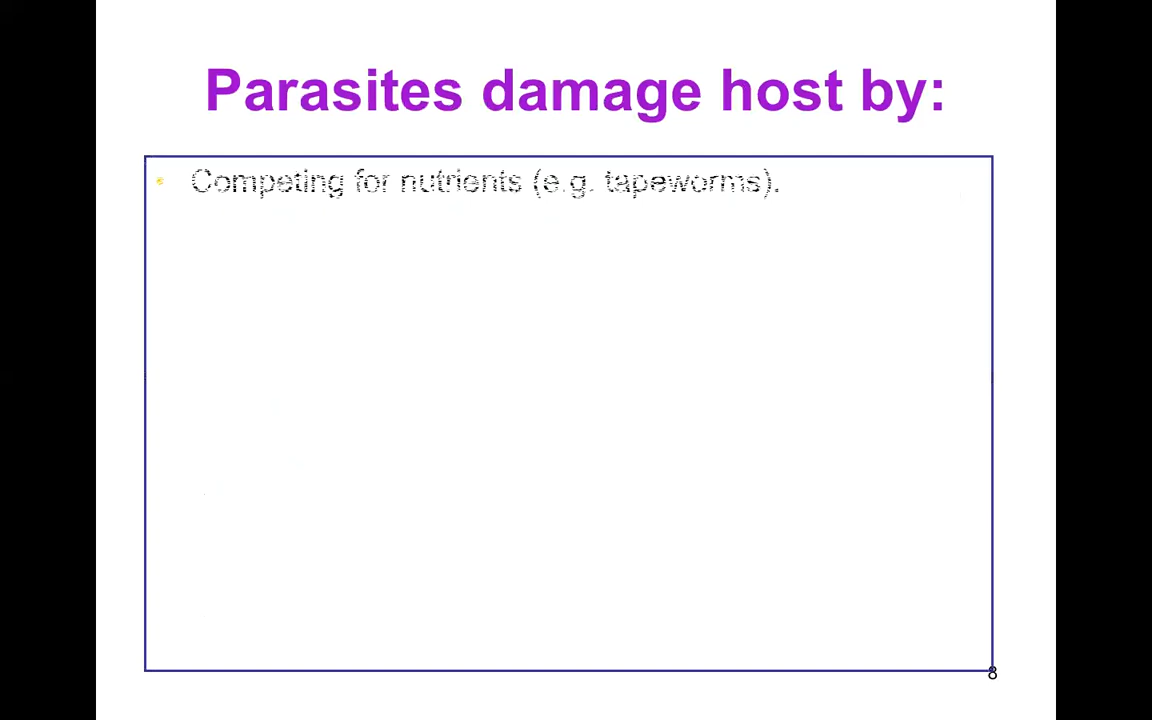 Parasites damage host by:
• Competing for nutrients (e.g. tapeworms).
8